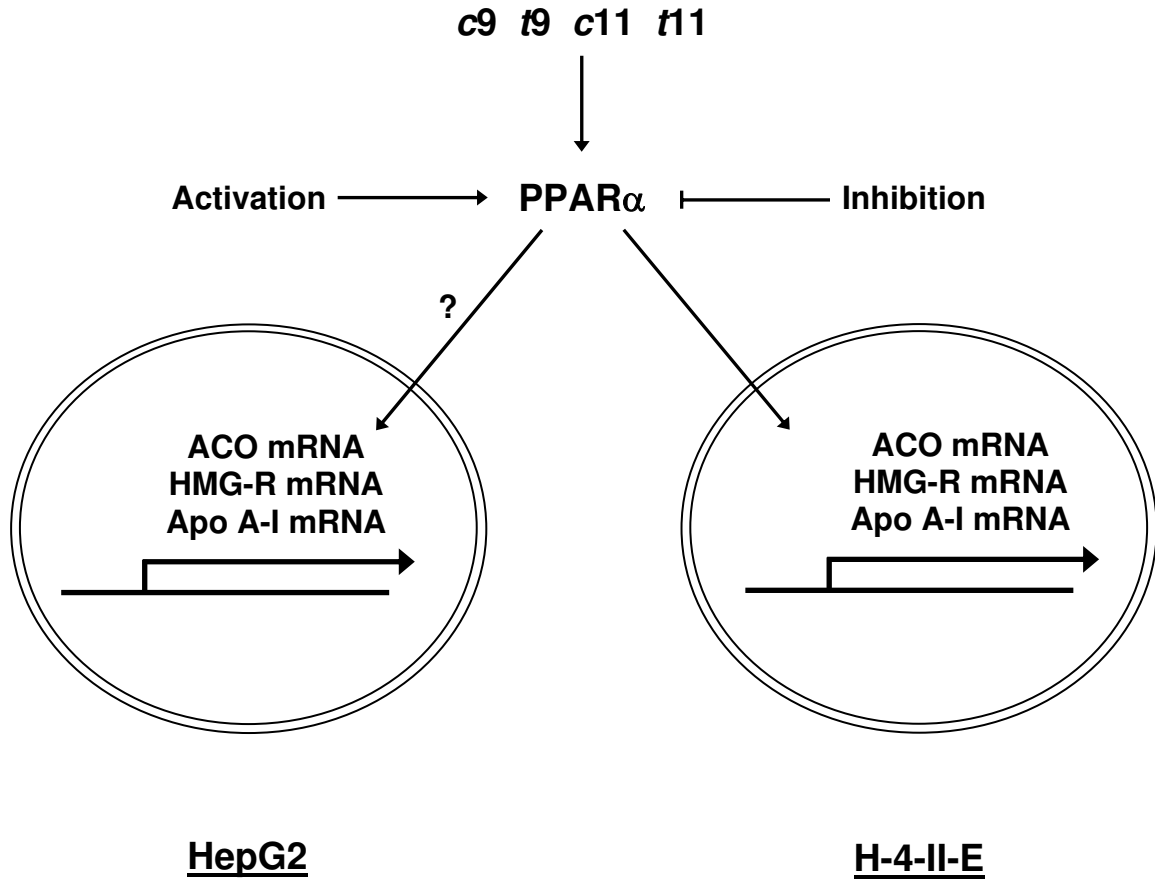 c9 t9 c11 t11
Activation PPARα Inhibition
?
ACO mRNA
HMG-R mRNA
Apo A-I mRNA
ACO mRNA
HMG-R mRNA
Apo A-I mRNA
HepG2
H-4-II-E